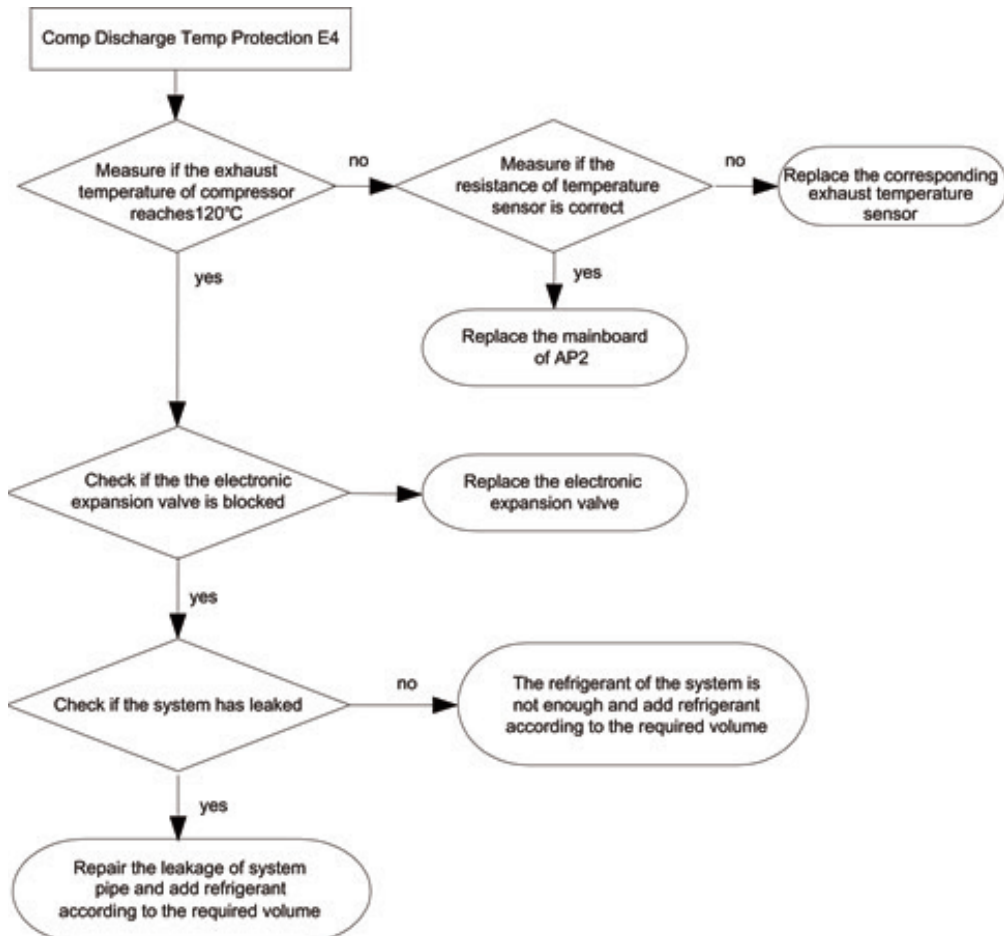 Comp Discharge Temp Protection E4
Measure if the exhaust
temperature of compressor
reaches120℃
no
Measure if the
resistance of temperature
sensor is correct
no
Replace the corresponding
exhaust temperature
sensor
yes
yes
Replace the mainboard
of AP2
Check if the the electronic
expansion valve is blocked
Replace the electronic
expansion valve
yes
Check if the system has leaked
no
The refrigerant of the system is
not enough and add refrigerant
according to the required volume
yes
Repair the leakage of system
pipe and add refrigerant
according to the required volume